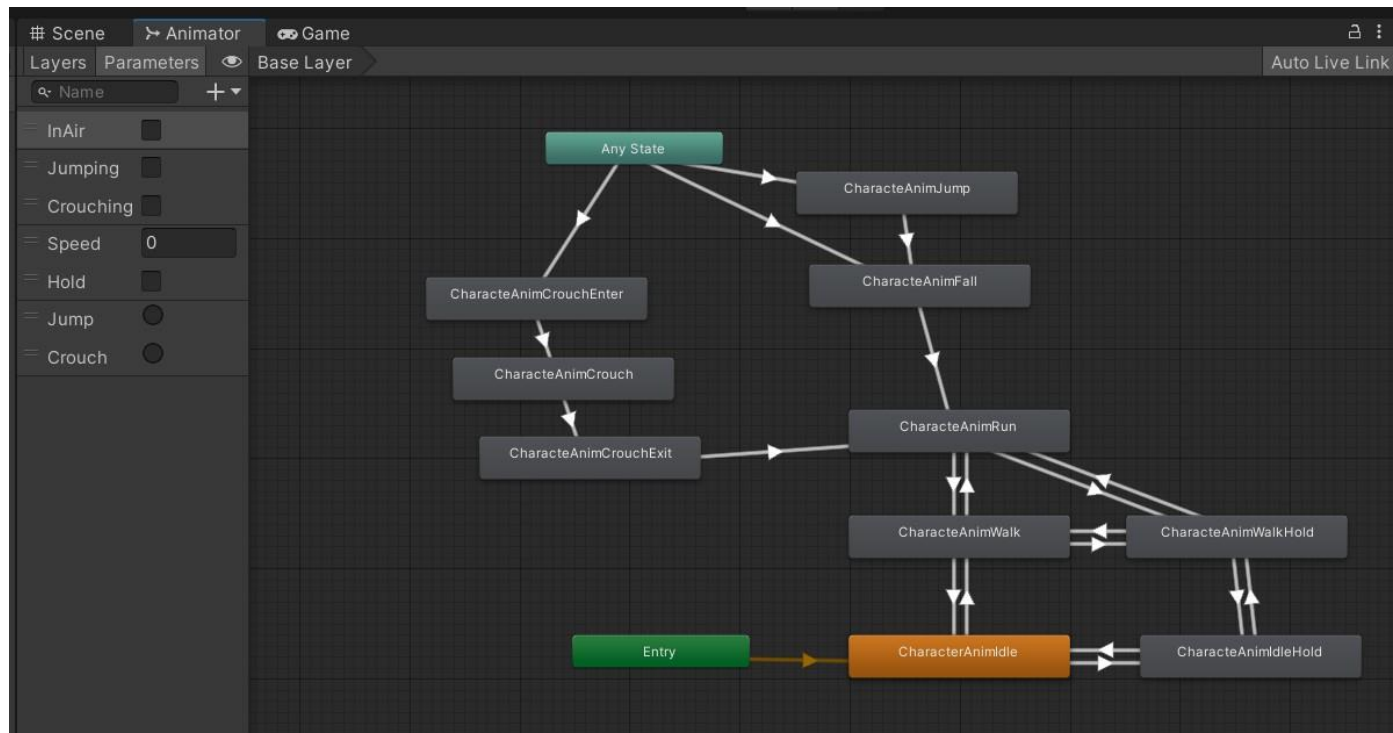 Scene Animator Game
Layers Parameters Base Layer Auto Live Link
Name
InAir
Jumping
Crouching
Speed 0
Hold
Jump
Crouch
Any State
CharacteAnimJump
CharacteAnimFall
CharacteAnimCrouchEnter
CharacteAnimCrouch
CharacteAnimCrouchExit
CharacteAnimRun
CharacteAnimWalk
CharacteAnimWalkHold
Entry
CharacterAnimIdle
CharacteAnimIdleHold